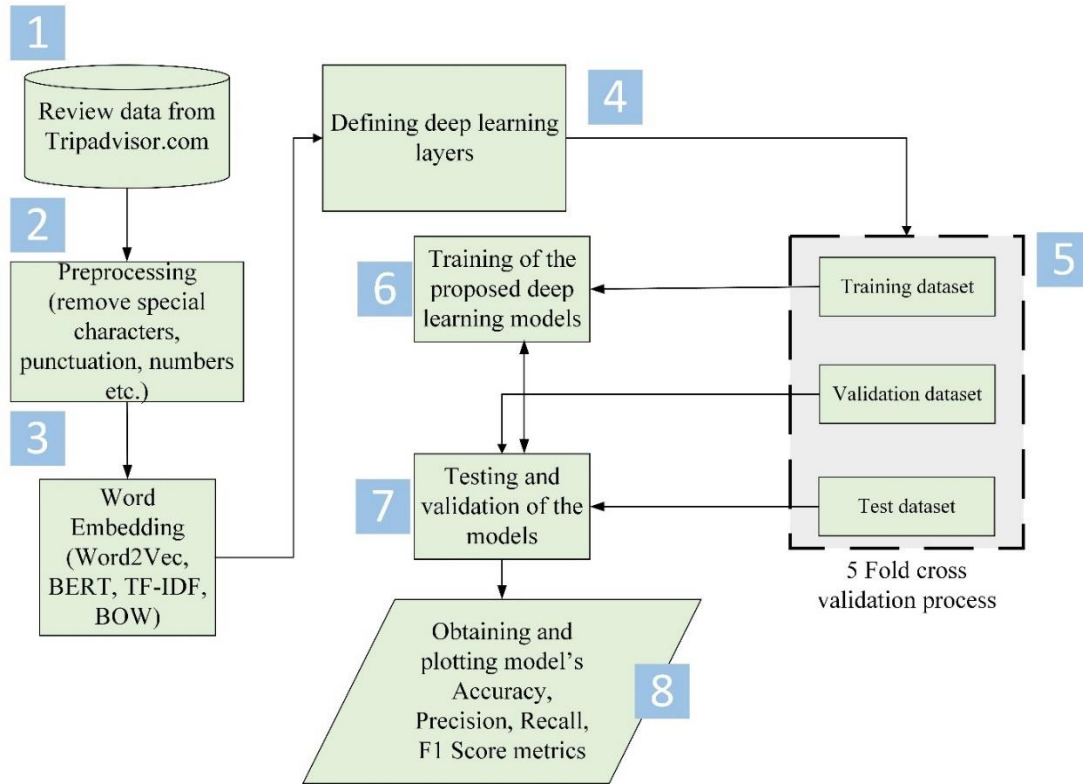 1
Review data from
Tripadvisor.com
2
Preprocessing
(remove special
characters,
punctuation, numbers
etc.)
3
Word
Embedding
(Word2Vec,
BERT, TF-IDF,
BOW)
4
Defining deep learning
layers
5
Training dataset
Validation dataset
Test dataset
5 Fold cross
validation process
6
Training of the
proposed deep
learning models
7
Testing and
validation of the
models
8
Obtaining and
plotting model's
Accuracy,
Precision, Recall,
F1 Score metrics